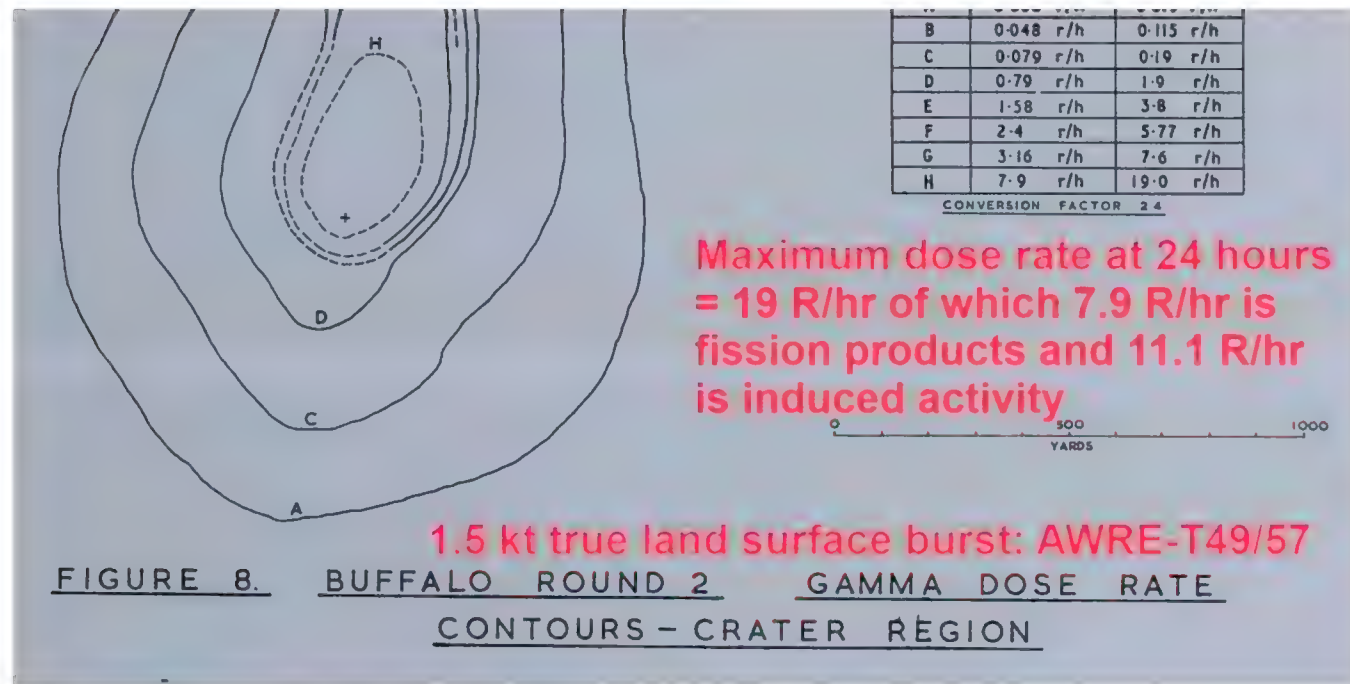 H
B 0·048 r/h 0·115 r/h
C 0·079 r/h 0·19 r/h
D 0·79 r/h 1·9 r/h
E 1·58 r/h 3·8 r/h
F 2·4 r/h 5·77 r/h
G 3·16 r/h 7·6 r/h
H 7·9 r/h 19·0 r/h
CONVERSION FACTOR 2·4
+
Maximum dose rate at 24 hours
= 19 R/hr of which 7.9 R/hr is
fission products and 11.1 R/hr
is induced activity
D
C
0 500 1000
YARDS
A
1.5 kt true land surface burst: AWRE-T49/57
FIGURE 8. BUFFALO ROUND 2 GAMMA DOSE RATE
CONTOURS – CRATER REGION